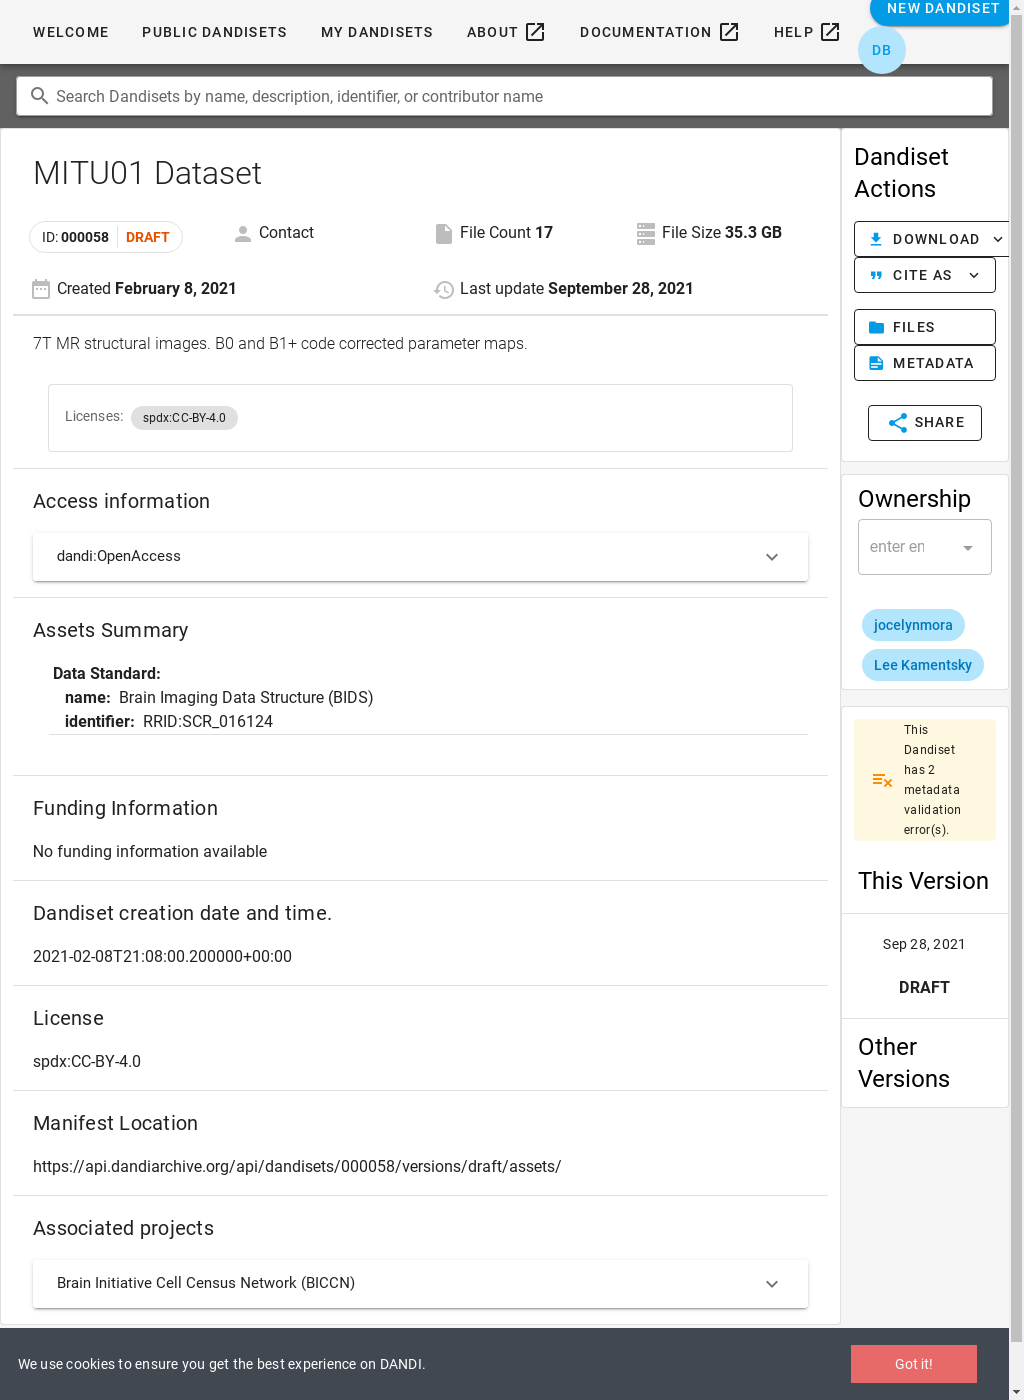 WELCOME
PUBLIC DANDISETS
MY DANDISETS
ABOUT
DOCUMENTATION
HELP
NEW DANDISET
DB
Search Dandisets by name, description, identifier, or contributor name
MITU01 Dataset
ID: 000058 DRAFT
Contact
File Count 17
File Size 35.3 GB
Created February 8, 2021
Last update September 28, 2021
7T MR structural images. B0 and B1+ code corrected parameter maps.
Licenses: spdx:CC-BY-4.0
Access information
dandi:OpenAccess
Assets Summary
Data Standard:
name: Brain Imaging Data Structure (BIDS)
identifier: RRID:SCR_016124
Funding Information
No funding information available
Dandiset creation date and time.
2021-02-08T21:08:00.200000+00:00
License
spdx:CC-BY-4.0
Manifest Location
https://api.dandiarchive.org/api/dandisets/000058/versions/draft/assets/
Associated projects
Brain Initiative Cell Census Network (BICCN)
Dandiset
Actions
DOWNLOAD
CITE AS
FILES
METADATA
SHARE
Ownership
enter em
jocelynmora
Lee Kamentsky
This
Dandiset
has 2
metadata
validation
error(s).
This Version
Sep 28, 2021
DRAFT
Other
Versions
We use cookies to ensure you get the best experience on DANDI.
Got it!